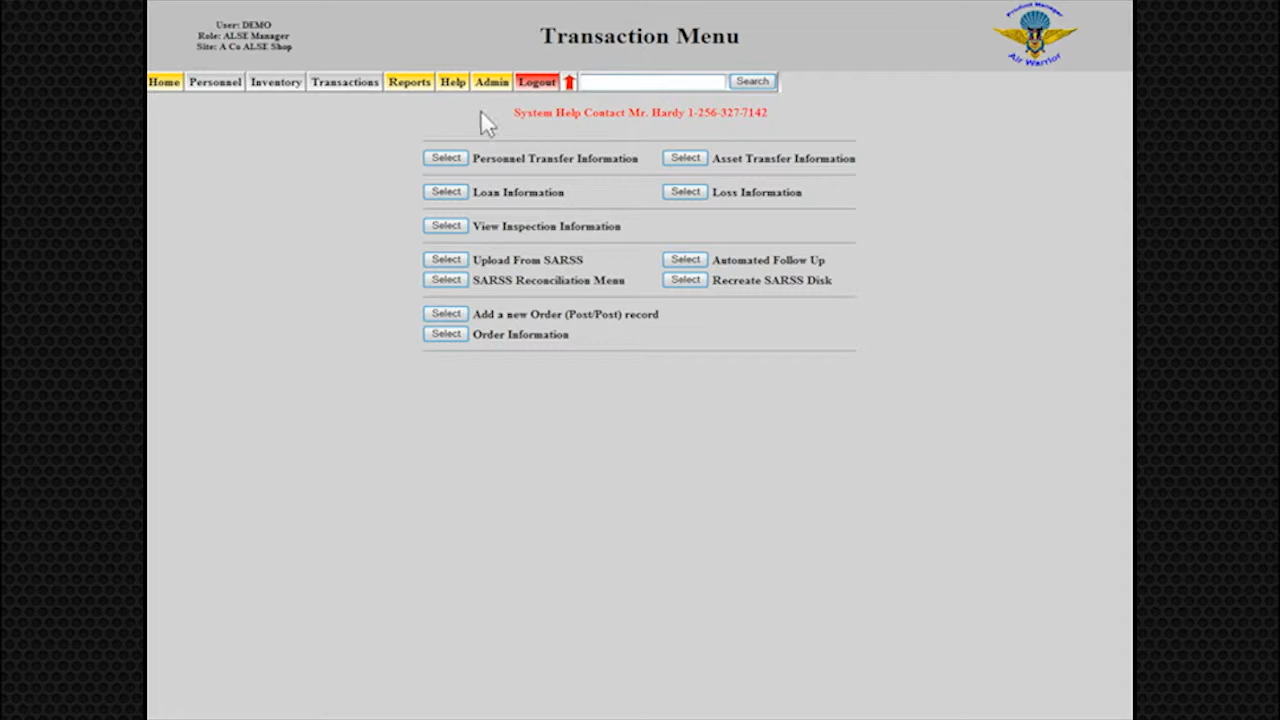 User: DEMO
Role: ALSE Manager
Site: A Co ALSE Shop
Transaction Menu
Product Manager
Air Warrior
Home Personnel Inventory Transactions Reports Help Admin Logout Search
System Help Contact Mr. Hardy 1-256-327-7142
Select Personnel Transfer Information Select Asset Transfer Information
Select Loan Information Select Loss Information
Select View Inspection Information
Select Upload From SARSS Select Automated Follow Up
Select SARSS Reconciliation Menu Select Recreate SARSS Disk
Select Add a new Order (Post/Post) record
Select Order Information